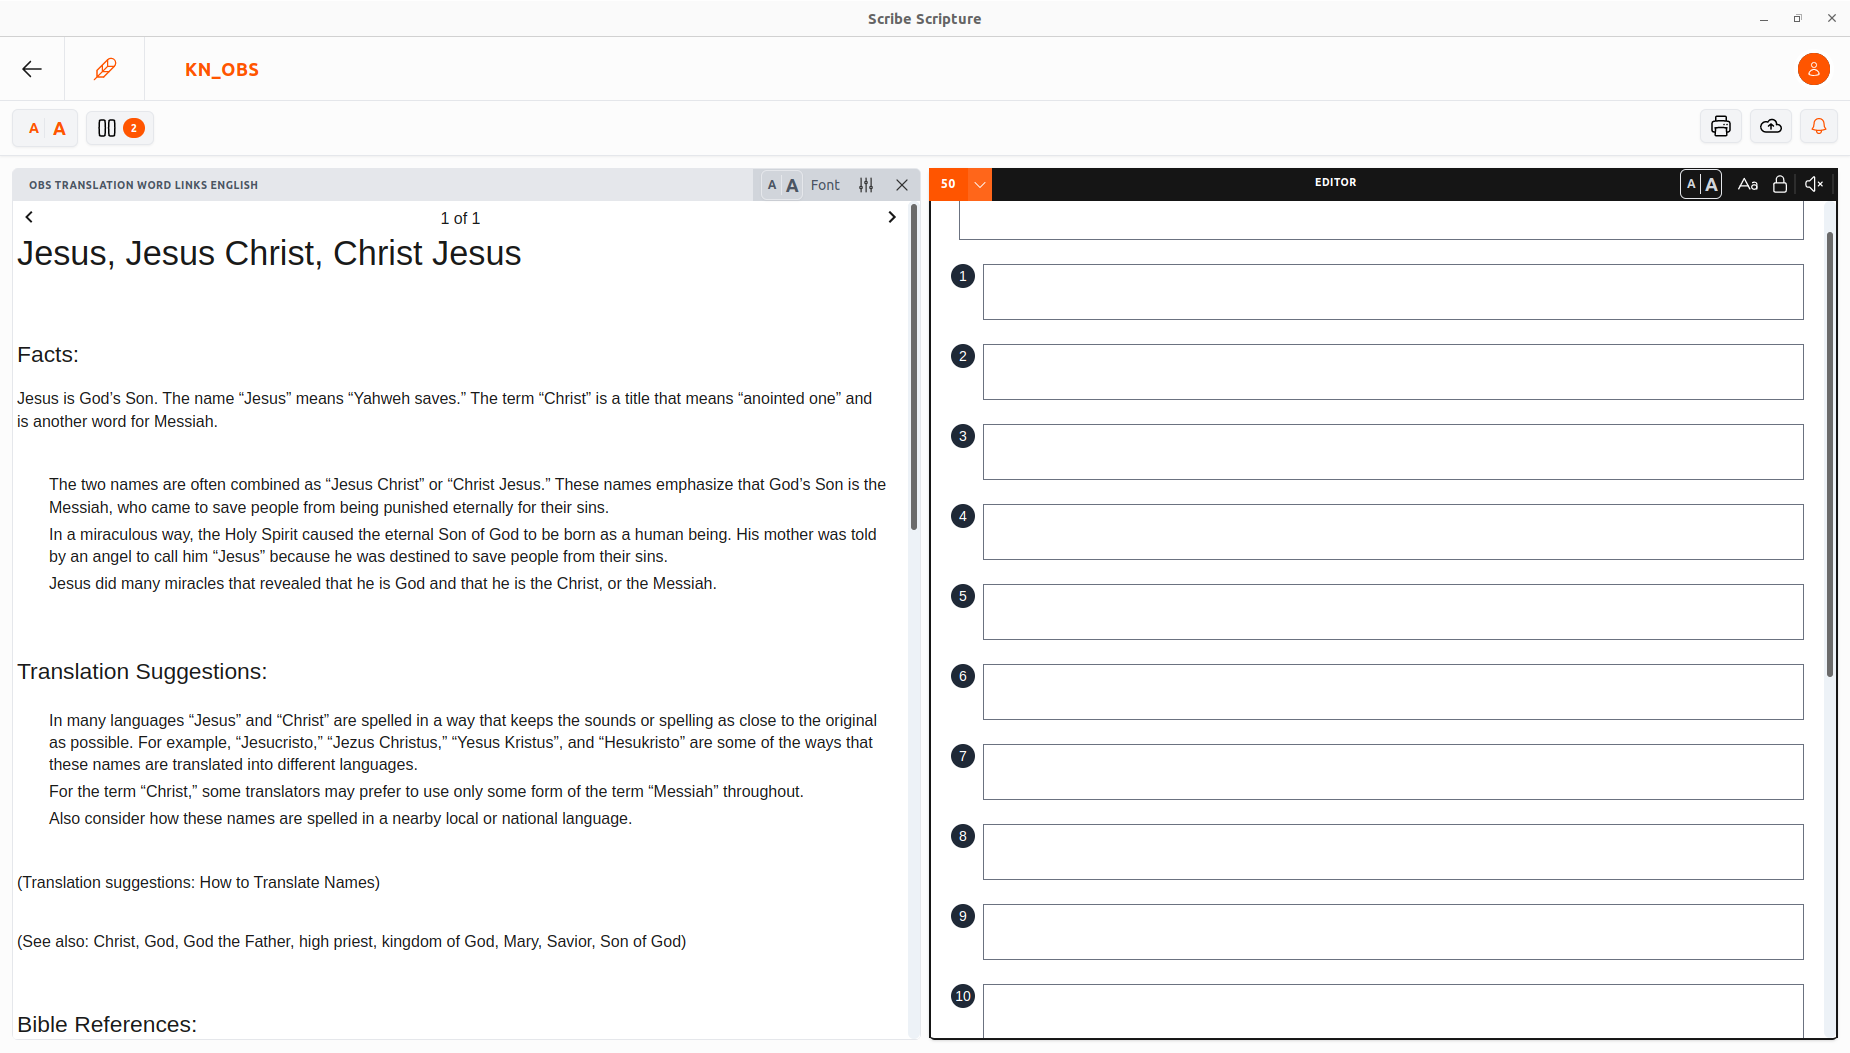 Scribe Scripture
KN_OBS
A A
2
OBS TRANSLATION WORD LINKS ENGLISH
A A Font
1 of 1
Jesus, Jesus Christ, Christ Jesus
Facts:
Jesus is God’s Son. The name “Jesus” means “Yahweh saves.” The term “Christ” is a title that means “anointed one” and
is another word for Messiah.
The two names are often combined as “Jesus Christ” or “Christ Jesus.” These names emphasize that God’s Son is the
Messiah, who came to save people from being punished eternally for their sins.
In a miraculous way, the Holy Spirit caused the eternal Son of God to be born as a human being. His mother was told
by an angel to call him “Jesus” because he was destined to save people from their sins.
Jesus did many miracles that revealed that he is God and that he is the Christ, or the Messiah.
Translation Suggestions:
In many languages “Jesus” and “Christ” are spelled in a way that keeps the sounds or spelling as close to the original
as possible. For example, “Jesucristo,” “Jezus Christus,” “Yesus Kristus”, and “Hesukristo” are some of the ways that
these names are translated into different languages.
For the term “Christ,” some translators may prefer to use only some form of the term “Messiah” throughout.
Also consider how these names are spelled in a nearby local or national language.
(Translation suggestions: How to Translate Names)
(See also: Christ, God, God the Father, high priest, kingdom of God, Mary, Savior, Son of God)
Bible References:
50
EDITOR
A A Aa
1
2
3
4
5
6
7
8
9
10